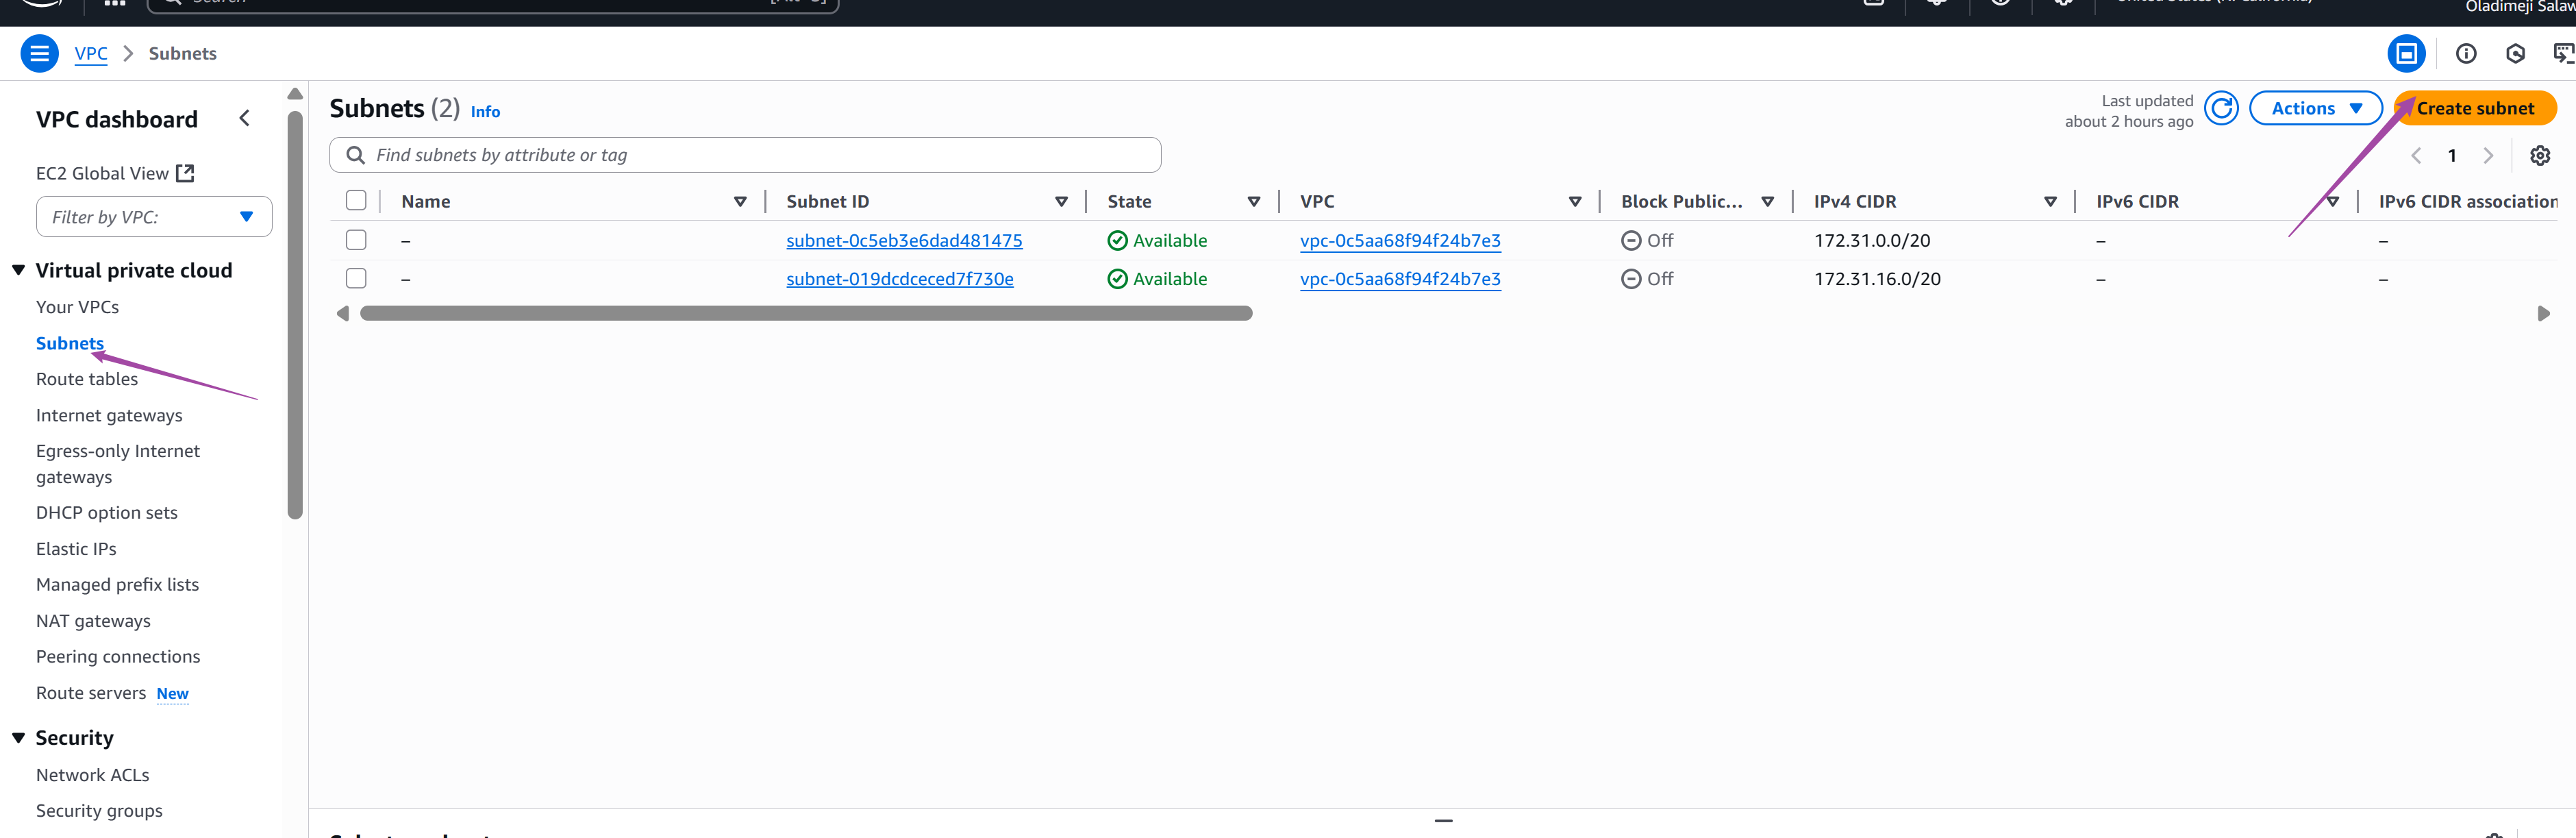 Oladimeji Salaw
VPC > Subnets
VPC dashboard
EC2 Global View
Filter by VPC:
Virtual private cloud
Your VPCs
Subnets
Route tables
Internet gateways
Egress-only Internet
gateways
DHCP option sets
Elastic IPs
Managed prefix lists
NAT gateways
Peering connections
Route servers New
Security
Network ACLs
Security groups
Subnets (2) Info
Last updated
about 2 hours ago
Actions
Create subnet
Find subnets by attribute or tag
1
Name Subnet ID State VPC Block Public... IPv4 CIDR IPv6 CIDR IPv6 CIDR association
– subnet-0c5eb3e6dad481475 Available vpc-0c5aa68f94f24b7e3 Off 172.31.0.0/20 – –
– subnet-019dcdceced7f730e Available vpc-0c5aa68f94f24b7e3 Off 172.31.16.0/20 – –